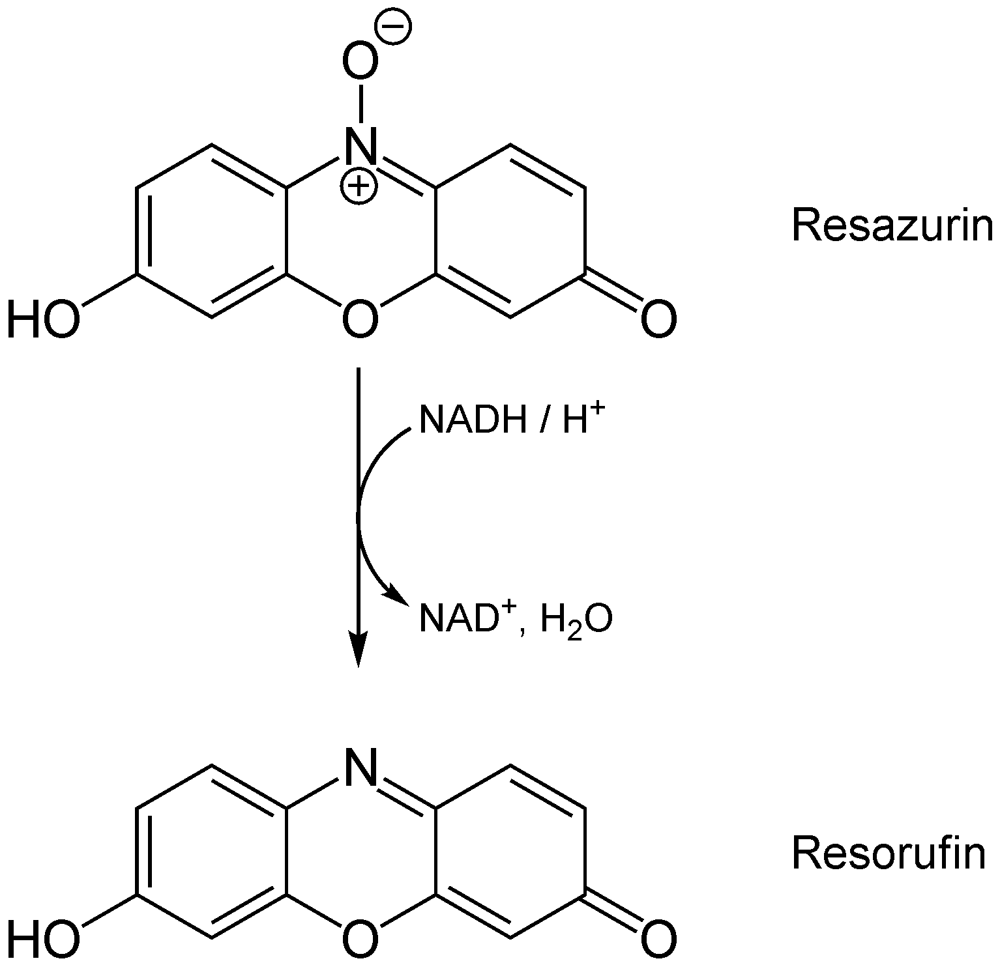 O⊖
N
⊕
Resazurin
HO O O
NADH / H⁺
NAD⁺, H₂O
N
Resorufin
HO O O